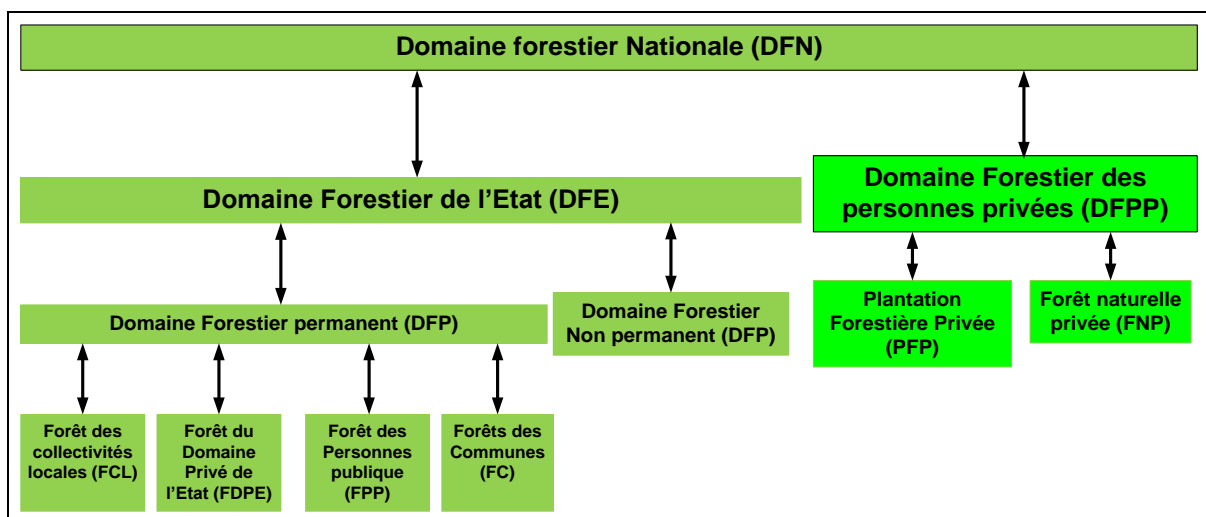 Domaine forestier Nationale (DFN)
Domaine Forestier de l'Etat (DFE)
Domaine Forestier des
personnes privées (DFPP)
Domaine Forestier permanent (DFP)
Domaine Forestier
Non permanent (DFP)
Plantation
Forestière Privée
(PFP)
Forêt naturelle
privée (FNP)
Forêt des
collectivités
locales (FCL)
Forêt du
Domaine
Privé de
l'Etat (FDPE)
Forêt des
Personnes
publique
(FPP)
Forêts des
Communes
(FC)